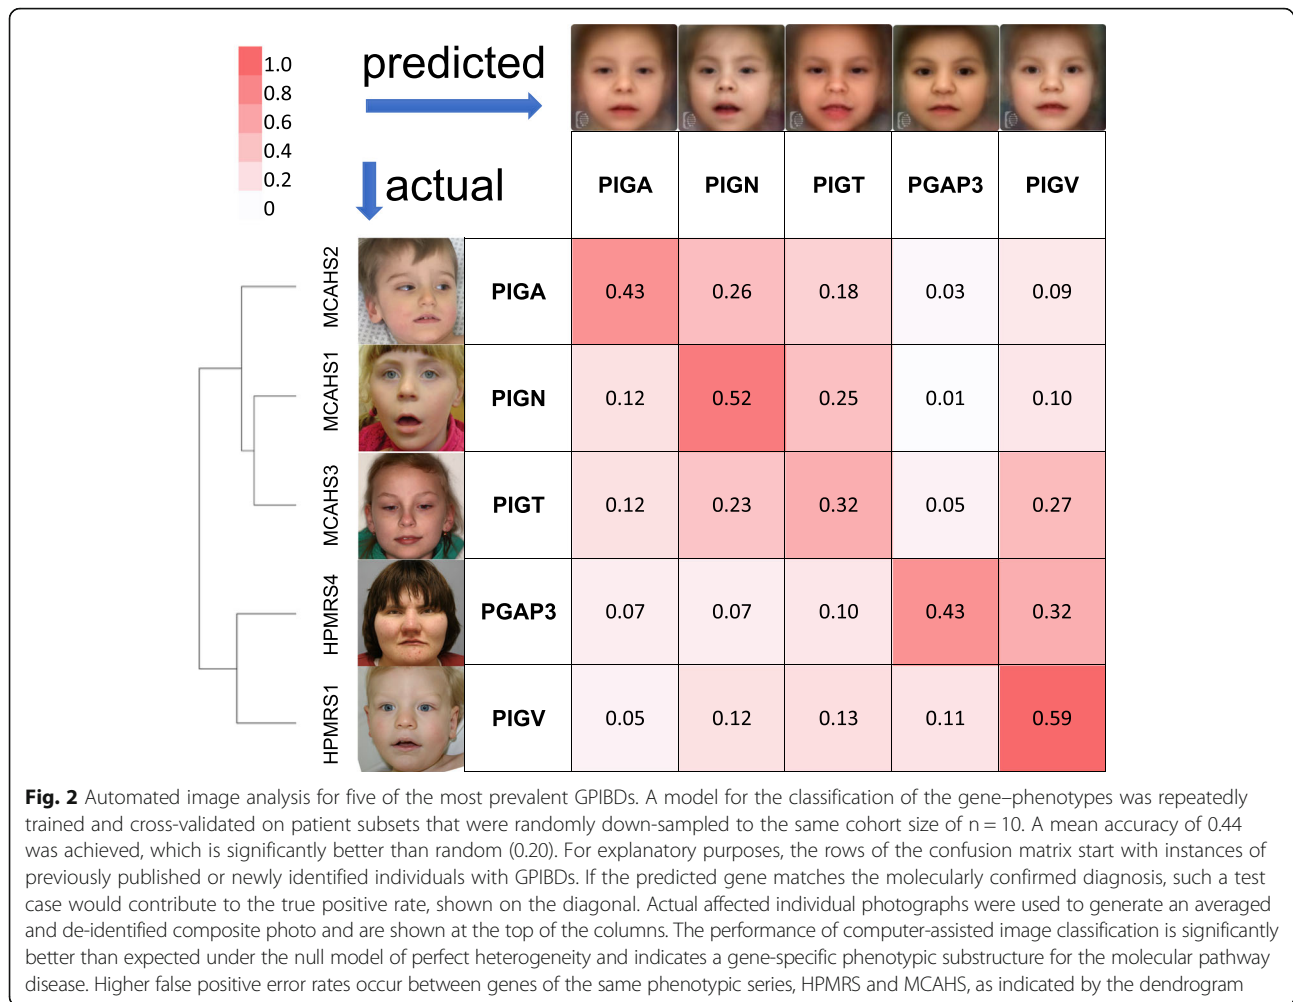 predicted
1.0
0.8
0.6
0.4
0.2
0
actual
PIGA PIGN PIGT PGAP3 PIGV
MCAHS2 PIGA 0.43 0.26 0.18 0.03 0.09
MCAHS1 PIGN 0.12 0.52 0.25 0.01 0.10
MCAHS3 PIGT 0.12 0.23 0.32 0.05 0.27
HPMRS4 PGAP3 0.07 0.07 0.10 0.43 0.32
HPMRS1 PIGV 0.05 0.12 0.13 0.11 0.59
Fig. 2 Automated image analysis for five of the most prevalent GPIBDs. A model for the classification of the gene–phenotypes was repeatedly
trained and cross-validated on patient subsets that were randomly down-sampled to the same cohort size of n = 10. A mean accuracy of 0.44
was achieved, which is significantly better than random (0.20). For explanatory purposes, the rows of the confusion matrix start with instances of
previously published or newly identified individuals with GPIBDs. If the predicted gene matches the molecularly confirmed diagnosis, such a test
case would contribute to the true positive rate, shown on the diagonal. Actual affected individual photographs were used to generate an averaged
and de-identified composite photo and are shown at the top of the columns. The performance of computer-assisted image classification is significantly
better than expected under the null model of perfect heterogeneity and indicates a gene-specific phenotypic substructure for the molecular pathway
disease. Higher false positive error rates occur between genes of the same phenotypic series, HPMRS and MCAHS, as indicated by the dendrogram